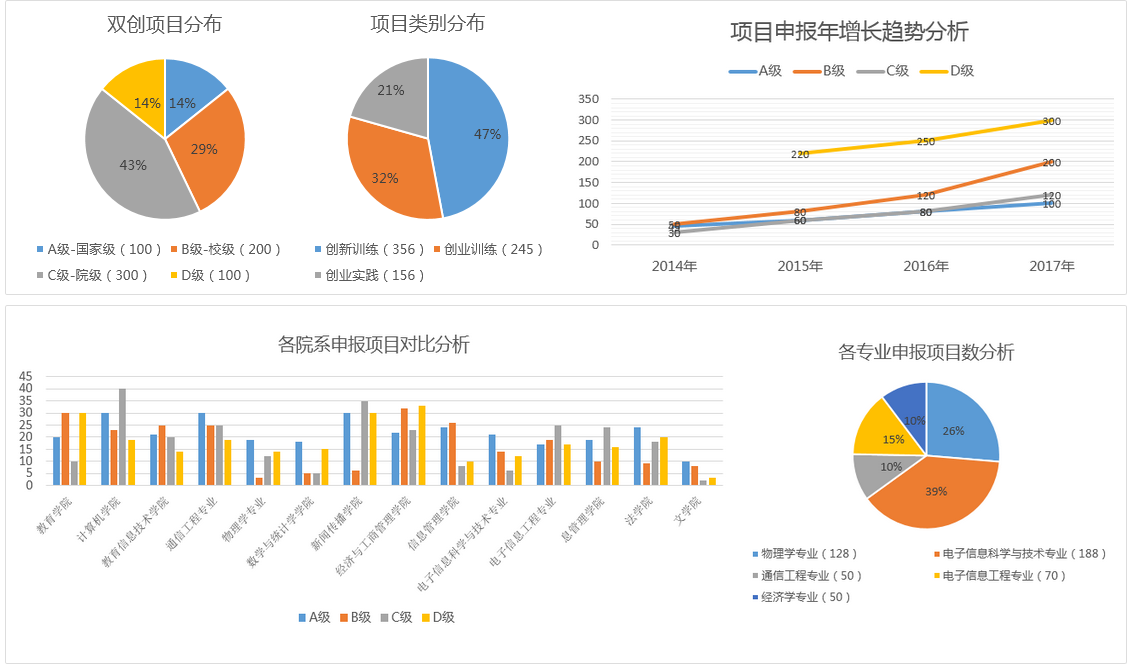 双创项目分布
14%
14%
29%
43%
A级-国家级（100）
B级-校级（200）
C级-院级（300）
D级（100）
项目类别分布
21%
47%
32%
创新训练（356）
创业训练（245）
创业实践（156）
项目申报年增长趋势分析
A级 B级 C级 D级
350
300
250
200
150
100
50
0
220
250
300
50
80
120
200
30
60
80
120
60
80
100
2014年 2015年 2016年 2017年
各院系申报项目对比分析
45
40
35
30
25
20
15
10
5
0
教育学院
计算机学院
教育信息技术学院
通信工程专业
物理学专业
数学与统计学学院
新闻传播学院
经济与工商管理学院
信息管理学院
电子信息科学与技术专业
电子信息工程专业
息管理学院
法学院
文学院
A级 B级 C级 D级
各专业申报项目数分析
10%
26%
15%
10%
39%
物理学专业（128）
电子信息科学与技术专业（188）
通信工程专业（50）
电子信息工程专业（70）
经济学专业（50）